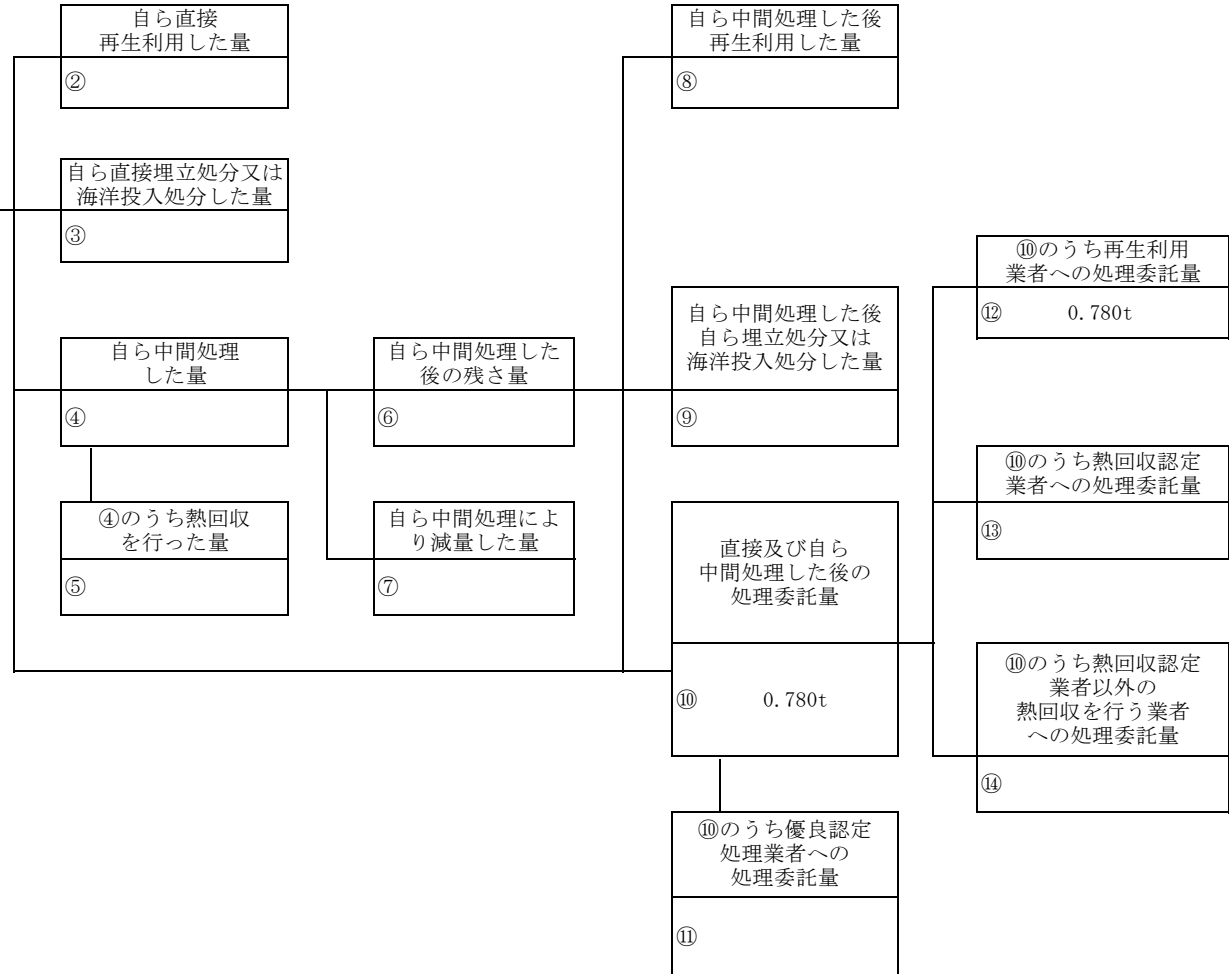 自ら直接
再生利用した量
②
自ら中間処理した後
再生利用した量
⑧
自ら直接埋立処分又は
海洋投入処分した量
③
⑩のうち再生利用
業者への処理委託量
⑫ 0.780t
自ら中間処理
した量
④
自ら中間処理した
後の残さ量
⑥
自ら中間処理した後
自ら埋立処分又は
海洋投入処分した量
⑨
⑩のうち熱回収認定
業者への処理委託量
⑬
④のうち熱回収
を行った量
⑤
自ら中間処理によ
り減量した量
⑦
直接及び自ら
中間処理した後の
処理委託量
⑩ 0.780t
⑩のうち熱回収認定
業者以外の
熱回収を行う業者
への処理委託量
⑭
⑩のうち優良認定
処理業者への
処理委託量
⑪